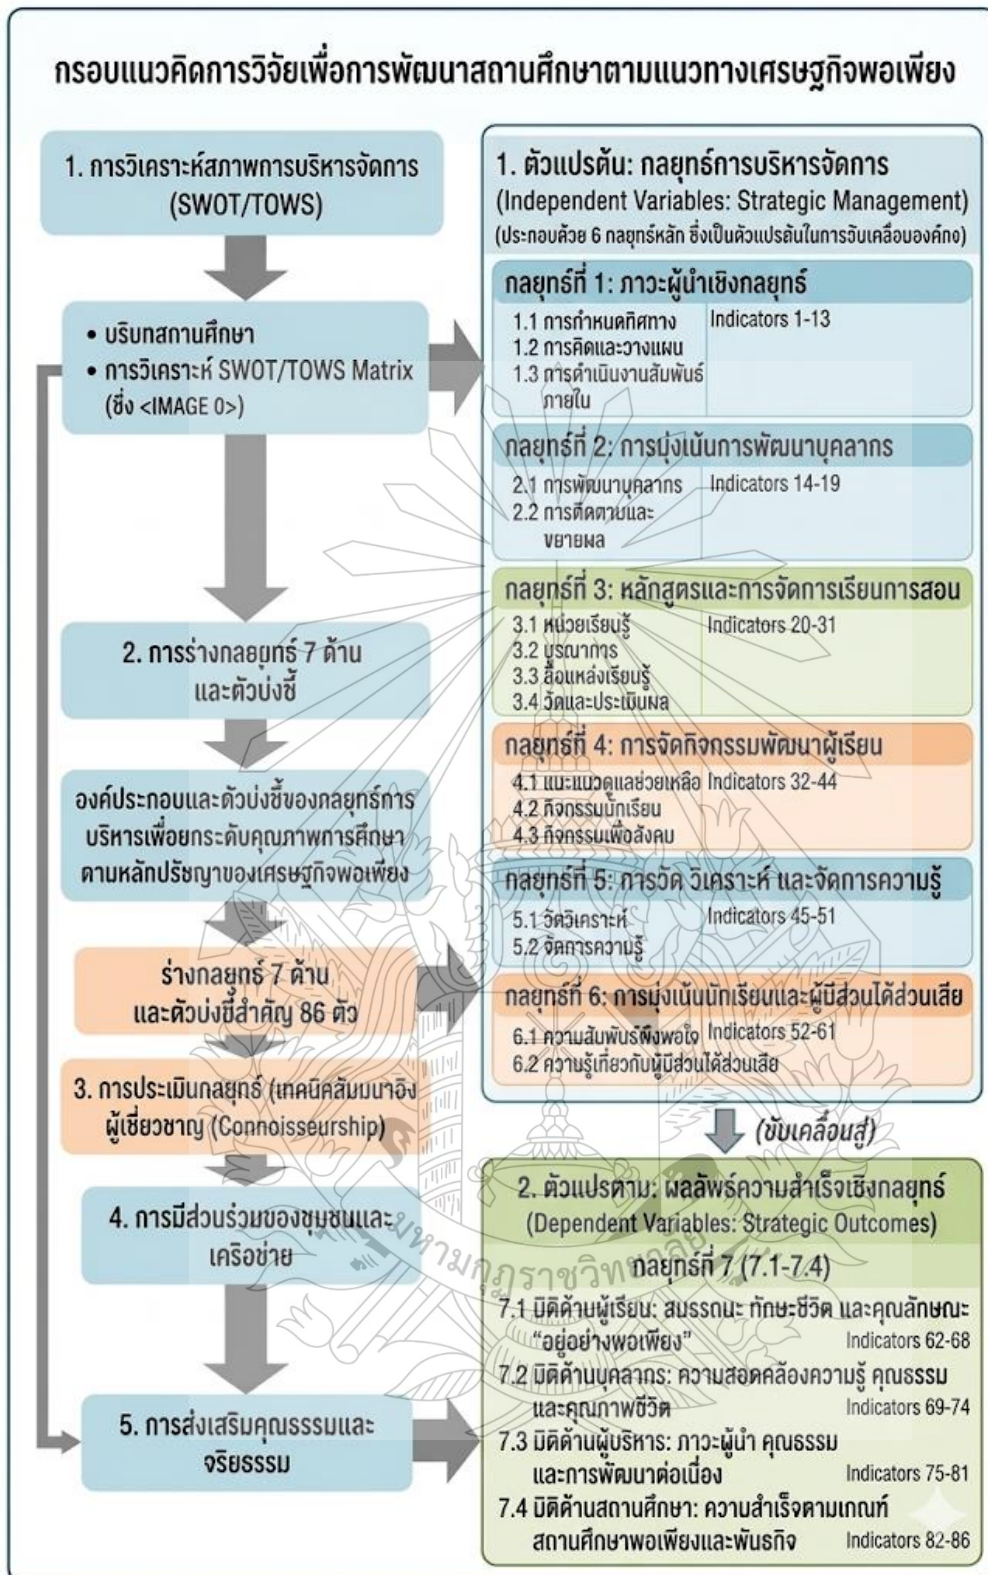 กรอบแนวคิดการวิจัยเพื่อการพัฒนาสถานศึกษาตามแนวทางเศรษฐกิจพอเพียง
1. การวิเคราะห์สภาพการบริหารจัดการ
(SWOT/TOWS)
• บริบทสถานศึกษา
• การวิเคราะห์ SWOT/TOWS Matrix
(ซึ่ง <IMAGE 0>)
2. การร่างกลยุทธ์ 7 ด้าน
และตัวบ่งชี้
องค์ประกอบและตัวบ่งชี้ของกลยุทธ์การ
บริหารเพื่อยกระดับคุณภาพการศึกษา
ตามหลักปรัชญาของเศรษฐกิจพอเพียง
ร่างกลยุทธ์ 7 ด้าน
และตัวบ่งชี้สำคัญ 86 ตัว
3. การประเมินกลยุทธ์ (เทคนิคสัมมนาอิง
ผู้เชี่ยวชาญ (Connoisseurship)
4. การมีส่วนร่วมของชุมชนและ
เครือข่าย
5. การส่งเสริมคุณธรรมและ
จริยธรรม
1. ตัวแปรต้น: กลยุทธ์การบริหารจัดการ
(Independent Variables: Strategic Management)
(ประกอบด้วย 6 กลยุทธ์หลัก ซึ่งเป็นตัวแปรต้นในการขับเคลื่อนองค์กง)
กลยุทธ์ที่ 1: ภาวะผู้นำเชิงกลยุทธ์
1.1 การกำหนดทิศทาง Indicators 1-13
1.2 การคิดและวางแผน
1.3 การดำเนินงานสัมพันธ์
ภายใน
กลยุทธ์ที่ 2: การมุ่งเน้นการพัฒนาบุคลากร
2.1 การพัฒนาบุคลากร Indicators 14-19
2.2 การติดตามและ
ขยายผล
กลยุทธ์ที่ 3: หลักสูตรและการจัดการเรียนการสอน
3.1 หน่วยเรียนรู้ Indicators 20-31
3.2 บูรณาการ
3.3 สื่อแหล่งเรียนรู้
3.4 วัดและประเมินผล
กลยุทธ์ที่ 4: การจัดกิจกรรมพัฒนาผู้เรียน
4.1 แนะแนวดูแลช่วยเหลือ Indicators 32-44
4.2 กิจกรรมนักเรียน
4.3 กิจกรรมเพื่อสังคม
กลยุทธ์ที่ 5: การวัด วิเคราะห์ และจัดการความรู้
5.1 วัดวิเคราะห์ Indicators 45-51
5.2 จัดการความรู้
กลยุทธ์ที่ 6: การมุ่งเน้นนักเรียนและผู้มีส่วนได้ส่วนเสีย
6.1 ความสัมพันธ์พึงพอใจ Indicators 52-61
6.2 ความรู้เกี่ยวกับผู้มีส่วนได้ส่วนเสีย
(ขับเคลื่อนสู่)
2. ตัวแปรตาม: ผลลัพธ์ความสำเร็จเชิงกลยุทธ์
(Dependent Variables: Strategic Outcomes)
กลยุทธ์ที่ 7 (7.1-7.4)
7.1 มิติด้านผู้เรียน: สมรรถนะ ทักษะชีวิต และคุณลักษณะ
“อยู่อย่างพอเพียง” Indicators 62-68
7.2 มิติด้านบุคลากร: ความสอดคล้องความรู้ คุณธรรม
และคุณภาพชีวิต Indicators 69-74
7.3 มิติด้านผู้บริหาร: ภาวะผู้นำ คุณธรรม
และการพัฒนาต่อเนื่อง Indicators 75-81
7.4 มิติด้านสถานศึกษา: ความสำเร็จตามเกณฑ์
สถานศึกษาพอเพียงและพันธกิจ Indicators 82-86
มหามกุฏราชวิทยาลัย